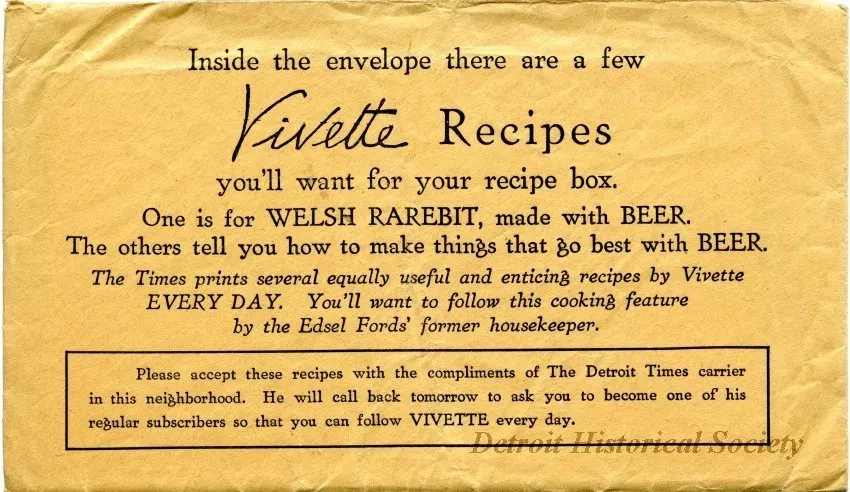 Inside the envelope there are a few
Vivette Recipes
you'll want for your recipe box.
One is for WELSH RAREBIT, made with BEER.
The others tell you how to make things that go best with BEER.
The Times prints several equally useful and enticing recipes by Vivette
EVERY DAY. You'll want to follow this cooking feature
by the Edsel Fords' former housekeeper.
Please accept these recipes with the compliments of The Detroit Times carrier
in this neighborhood. He will call back tomorrow to ask you to become one of his
regular subscribers so that you can follow VIVETTE every day.
Detroit Historical Society